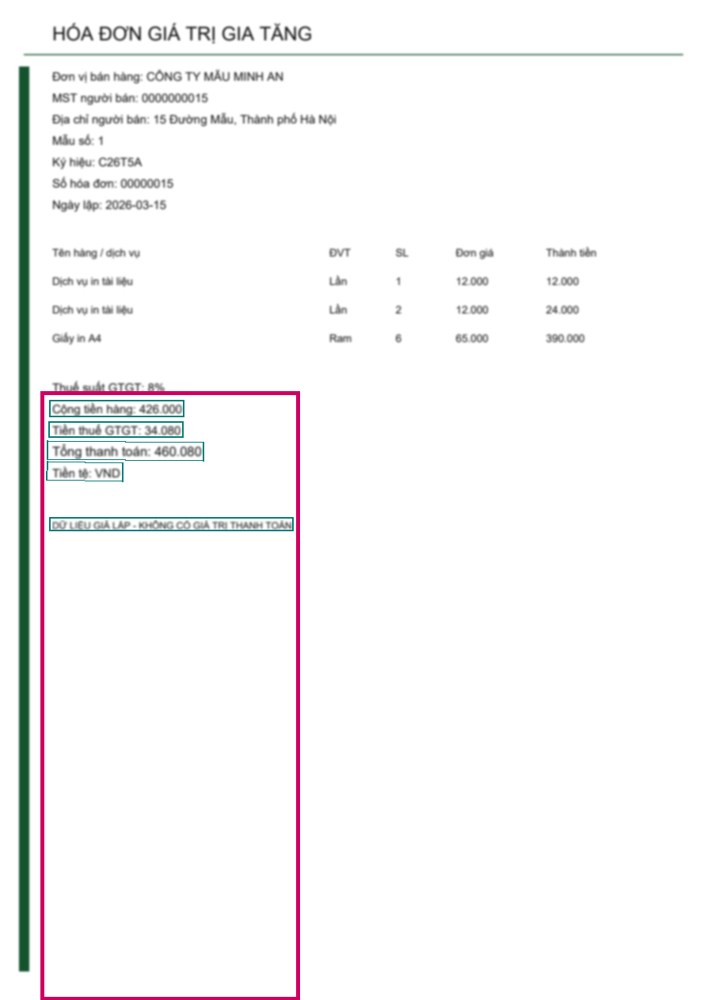 HÓA ĐƠN GIÁ TRỊ GIA TĂNG
Đơn vị bán hàng: CÔNG TY MẪU MINH AN
MST người bán: 0000000015
Địa chỉ người bán: 15 Đường Mẫu, Thành phố Hà Nội
Mẫu số: 1
Ký hiệu: C26T5A
Số hóa đơn: 00000015
Ngày lập: 2026-03-15
Tên hàng / dịch vụ ĐVT SL Đơn giá Thành tiền
Dịch vụ in tài liệu Lần 1 12.000 12.000
Dịch vụ in tài liệu Lần 2 12.000 24.000
Giấy in A4 Ram 6 65.000 390.000
Thuế suất GTGT: 8%
Cộng tiền hàng: 426.000
Tiền thuế GTGT: 34.080
Tổng thanh toán: 460.080
Tiền tệ: VND
DỮ LIỆU GIẢ LẬP - KHÔNG CÓ GIÁ TRỊ THANH TOÁN